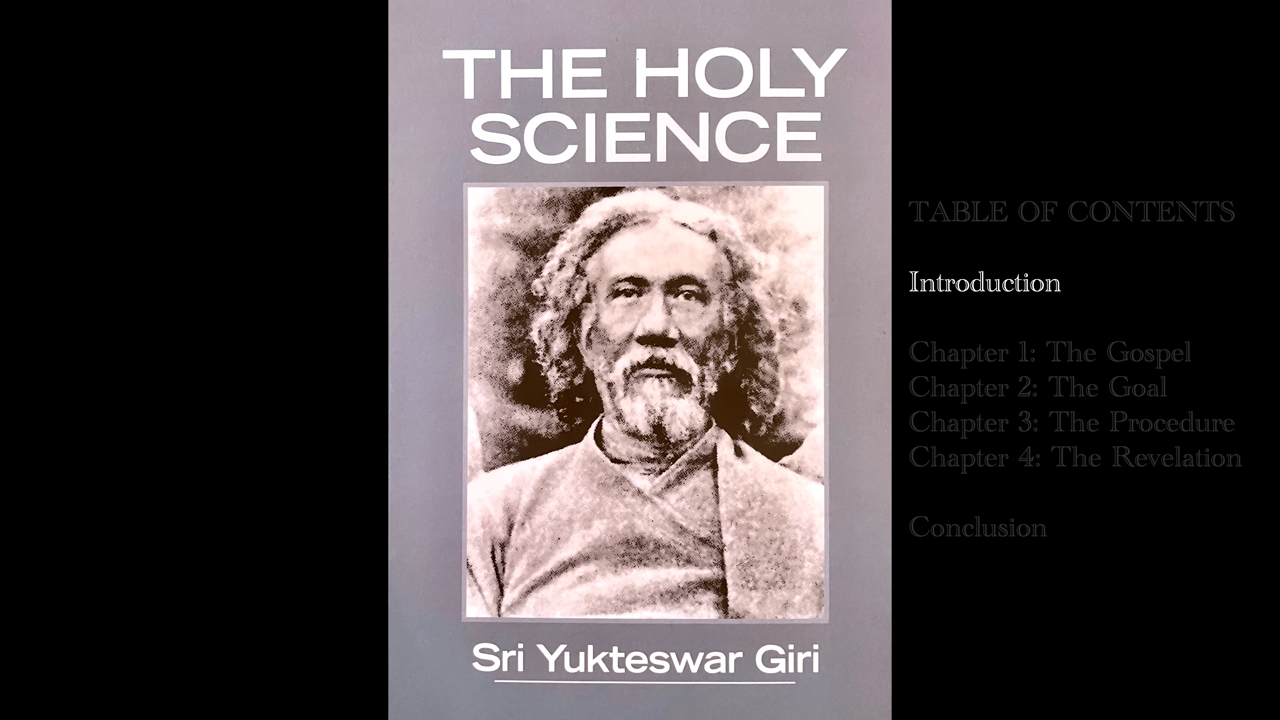 THE HOLY
SCIENCE
Sri Yukteswar Giri
TABLE OF CONTENTS
Introduction
Chapter 1: The Gospel
Chapter 2: The Goal
Chapter 3: The Procedure
Chapter 4: The Revelation
Conclusion